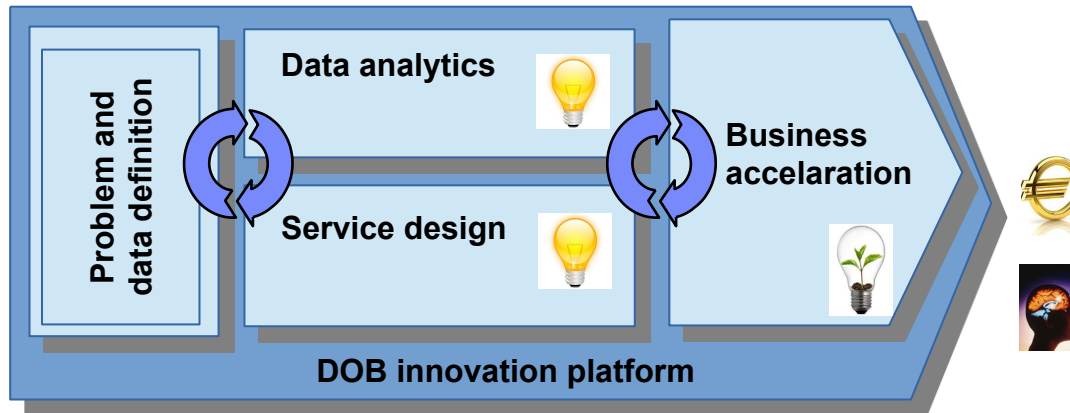 Problem and
data definition
Data analytics
Service design
Business
accelaration
DOB innovation platform